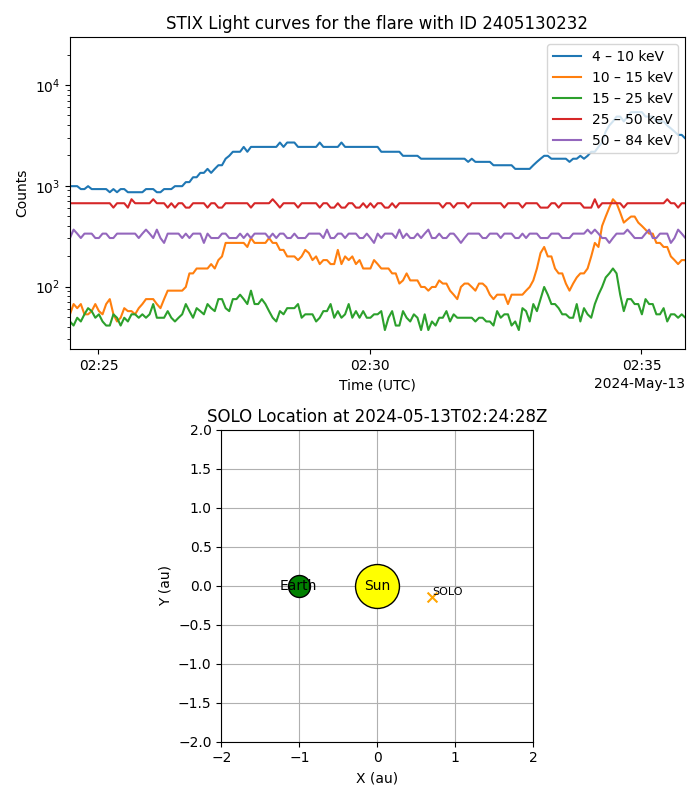 STIX Light curves for the flare with ID 2405130232
4 – 10 keV
10 – 15 keV
15 – 25 keV
25 – 50 keV
50 – 84 keV
10⁴
10³
10²
Counts
02:25
02:30
02:35
Time (UTC)
2024-May-13
SOLO Location at 2024-05-13T02:24:28Z
2.0
1.5
1.0
0.5
0.0
−0.5
−1.0
−1.5
−2.0
Y (au)
Earth
Sun
SOLO
−2
−1
0
1
2
X (au)